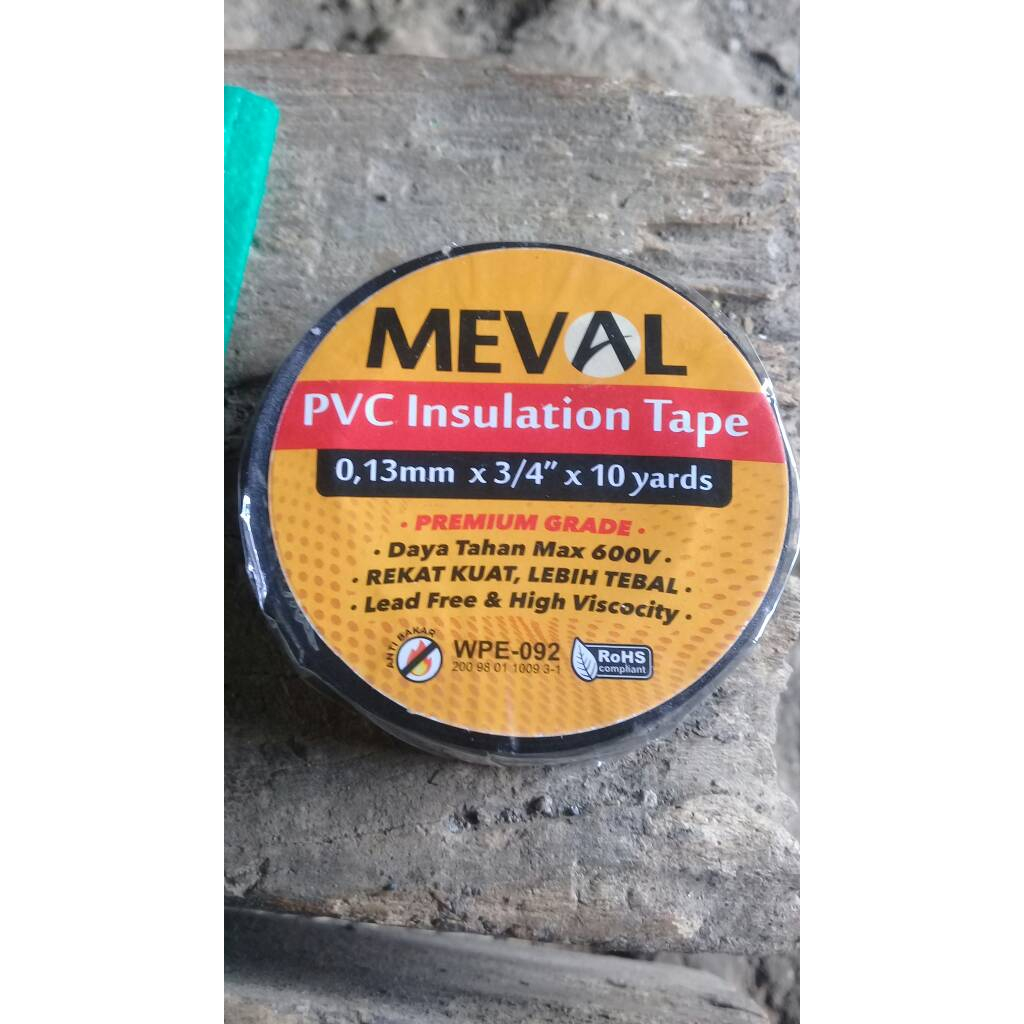 MEVAL
PVC Insulation Tape
0,13mm x 3/4" x 10 yards
· PREMIUM GRADE ·
· Daya Tahan Max 600V ·
· REKAT KUAT, LEBIH TEBAL ·
· Lead Free & High Viscocity ·
ANTI BAKAR
WPE-092
200 98 01 1009 3-1
RoHS
compliant